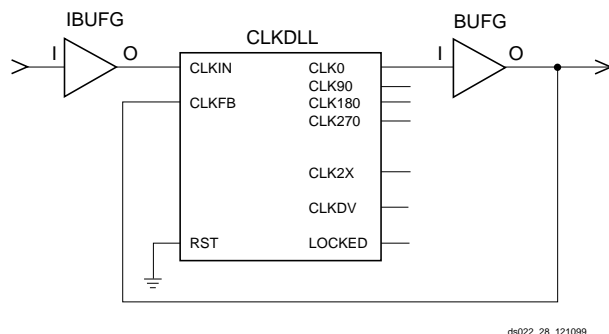 IBUFG
I
O
CLKDLL
CLKIN
CLKFB
RST
CLK0
CLK90
CLK180
CLK270
CLK2X
CLKDV
LOCKED
BUFG
I
O
ds022_28_121099